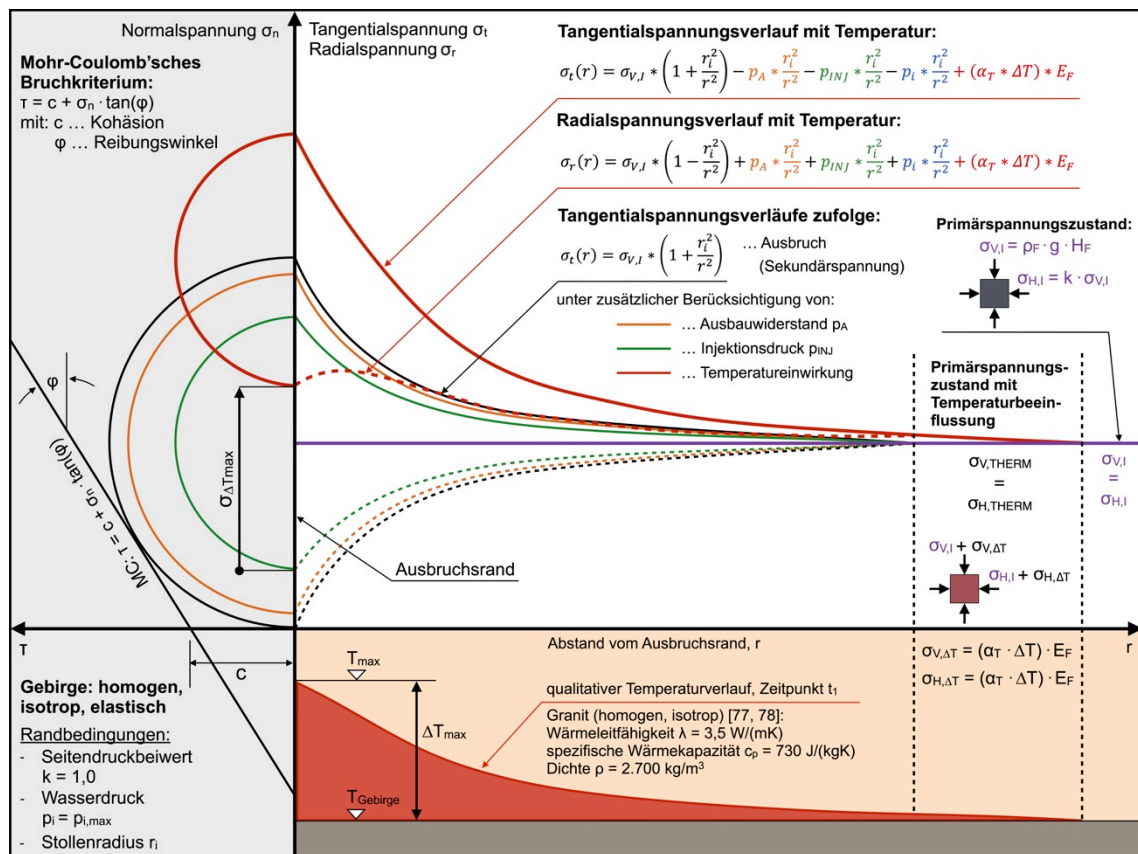 Normalspannung σn
Tangentialspannung σt
Radialspannung σr
Mohr-Coulomb’sches
Bruchkriterium:
τ = c + σn · tan(φ)
mit: c … Kohäsion
φ … Reibungswinkel
Tangentialspannungsverlauf mit Temperatur:
σt(r) = σV,I * (1 + ri²/r²) − pA * ri²/r² − pINJ * ri²/r² − pi * ri²/r² + (αT * ΔT) * EF
Radialspannungsverlauf mit Temperatur:
σr(r) = σV,I * (1 − ri²/r²) + pA * ri²/r² + pINJ * ri²/r² + pi * ri²/r² + (αT * ΔT) * EF
Tangentialspannungsverläufe zufolge:
σt(r) = σV,I * (1 + ri²/r²) … Ausbruch
(Sekundärspannung)
unter zusätzlicher Berücksichtigung von:
… Ausbauwiderstand pA
… Injektionsdruck pINJ
… Temperatureinwirkung
Primärspannungszustand:
σV,I = ρF · g · HF
σH,I = k · σV,I
Primärspannungs-
zustand mit
Temperaturbeein-
flussung
σV,THERM
=
σH,THERM
σV,I
=
σH,I
σV,I + σV,ΔT
σH,I + σH,ΔT
φ
MC: τ = c + σn · tan(φ)
σΔTmax
Ausbruchsrand
τ
c
Abstand vom Ausbruchsrand, r
r
σV,ΔT = (αT · ΔT) · EF
σH,ΔT = (αT · ΔT) · EF
Tmax
ΔTmax
TGebirge
qualitativer Temperaturverlauf, Zeitpunkt t1
Granit (homogen, isotrop) [77, 78]:
Wärmeleitfähigkeit λ = 3,5 W/(mK)
spezifische Wärmekapazität cp = 730 J/(kgK)
Dichte ρ = 2.700 kg/m³
Gebirge: homogen,
isotrop, elastisch
Randbedingungen:
- Seitendruckbeiwert
k = 1,0
- Wasserdruck
pi = pi,max
- Stollenradius ri